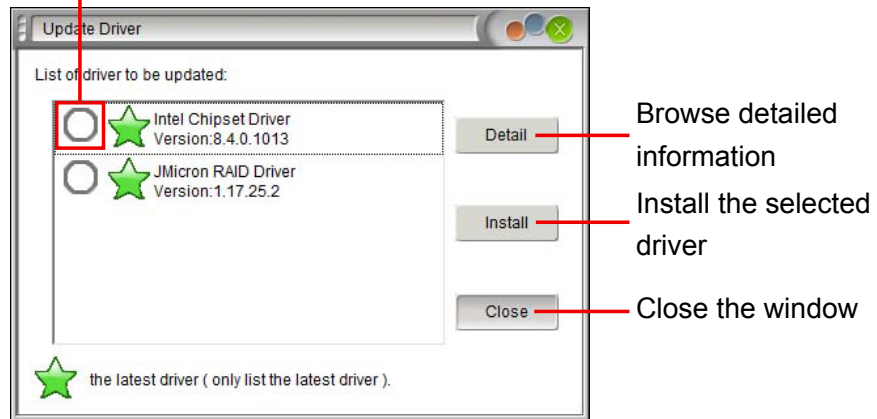 Update Driver
List of driver to be updated:
Intel Chipset Driver
Version:8.4.0.1013
JMicron RAID Driver
Version:1.17.25.2
Detail
Install
Close
Browse detailed
information
Install the selected
driver
Close the window
the latest driver ( only list the latest driver ).